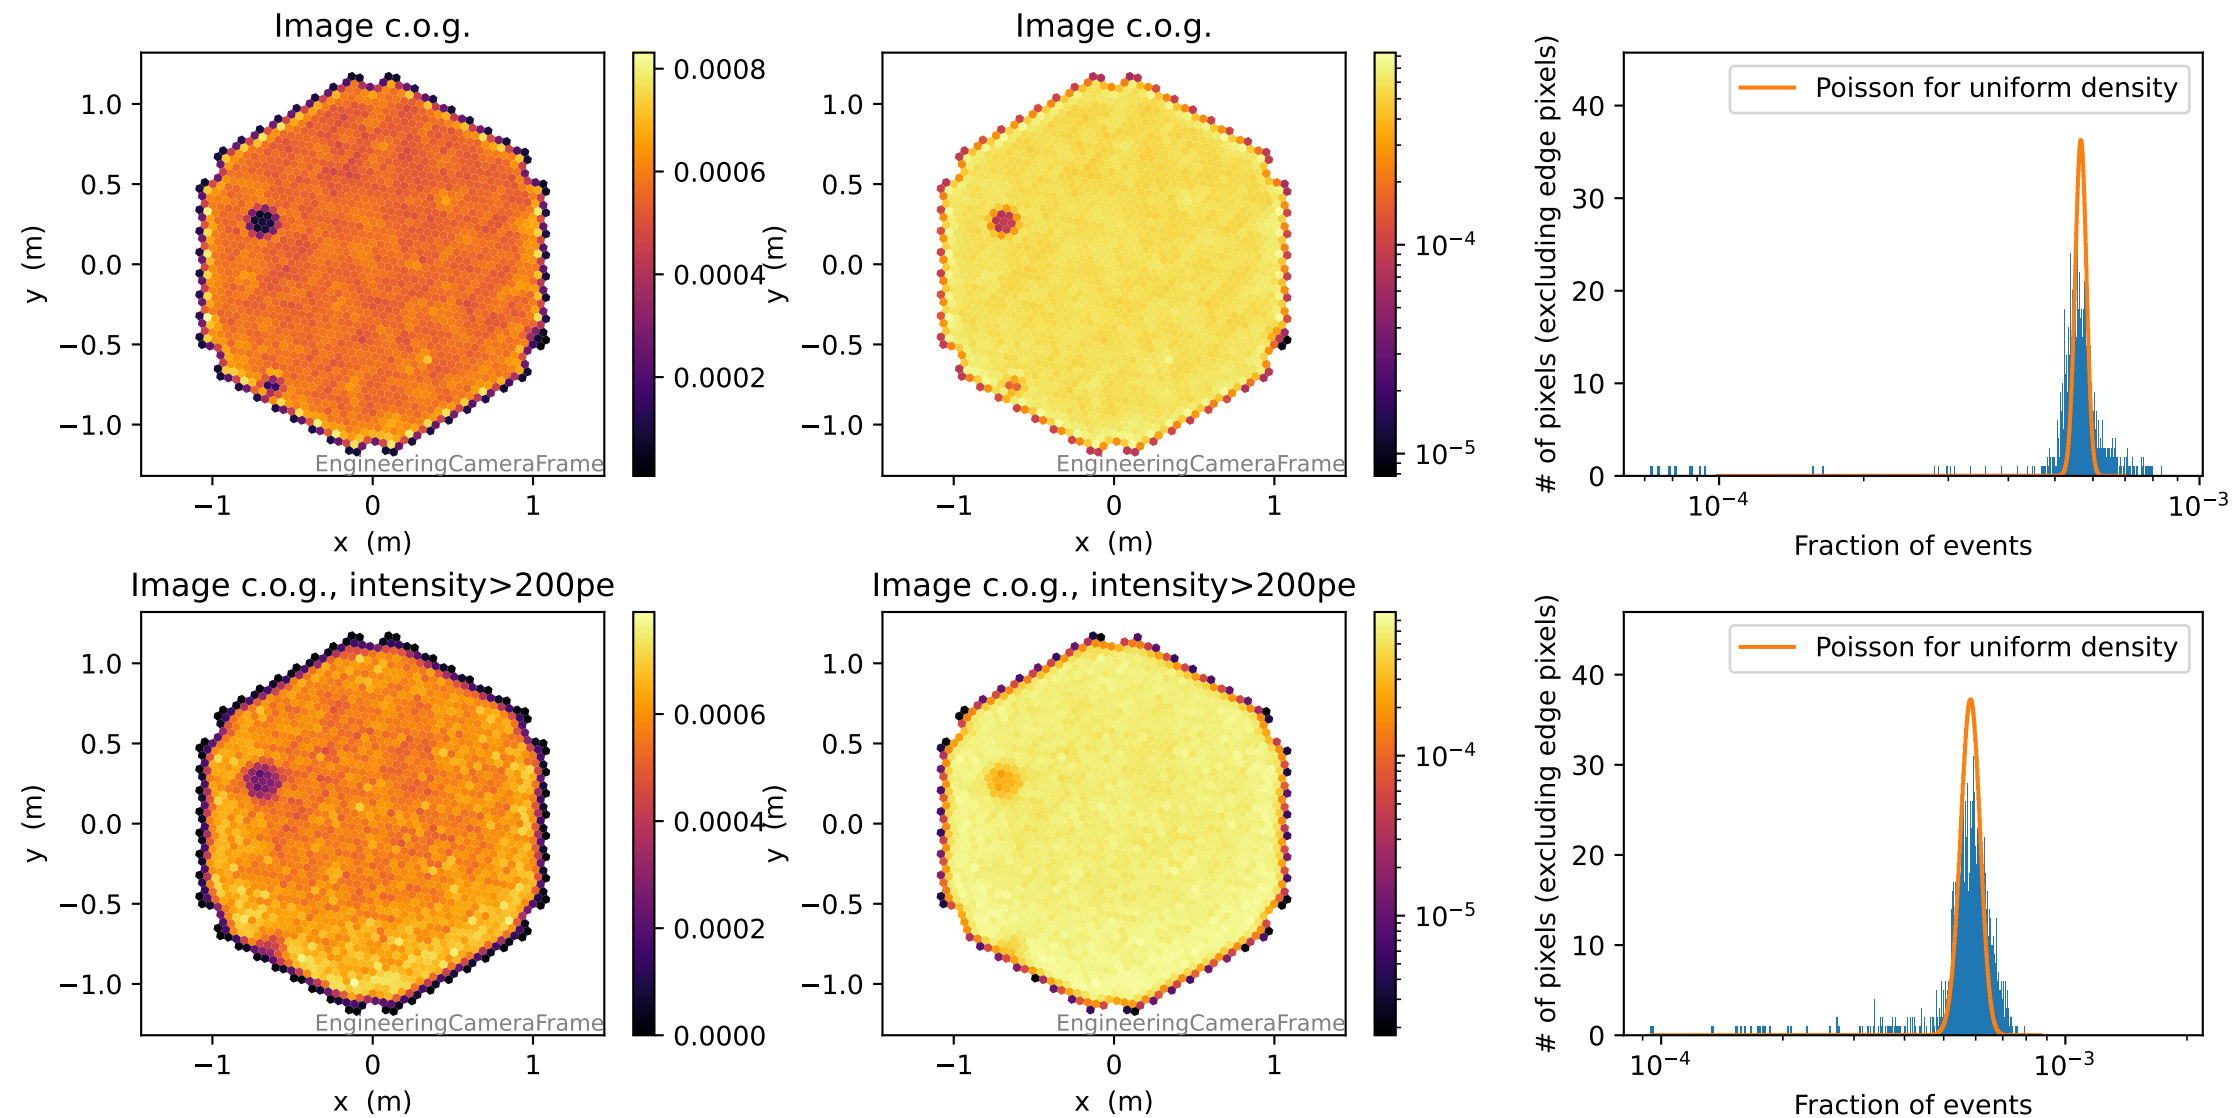 Image c.o.g.
y (m)
1.0
0.5
0.0
−0.5
−1.0
−1
0
1
x (m)
EngineeringCameraFrame
0.0008
0.0006
0.0004
0.0002
Image c.o.g.
y (m)
1.0
0.5
0.0
−0.5
−1.0
−1
0
1
x (m)
EngineeringCameraFrame
10−4
10−5
# of pixels (excluding edge pixels)
40
30
20
10
0
Poisson for uniform density
10−4
10−3
Fraction of events
Image c.o.g., intensity>200pe
y (m)
1.0
0.5
0.0
−0.5
−1.0
−1
0
1
x (m)
EngineeringCameraFrame
0.0006
0.0004
0.0002
0.0000
Image c.o.g., intensity>200pe
y (m)
1.0
0.5
0.0
−0.5
−1.0
−1
0
1
x (m)
EngineeringCameraFrame
10−4
10−5
# of pixels (excluding edge pixels)
40
30
20
10
0
Poisson for uniform density
10−4
10−3
Fraction of events